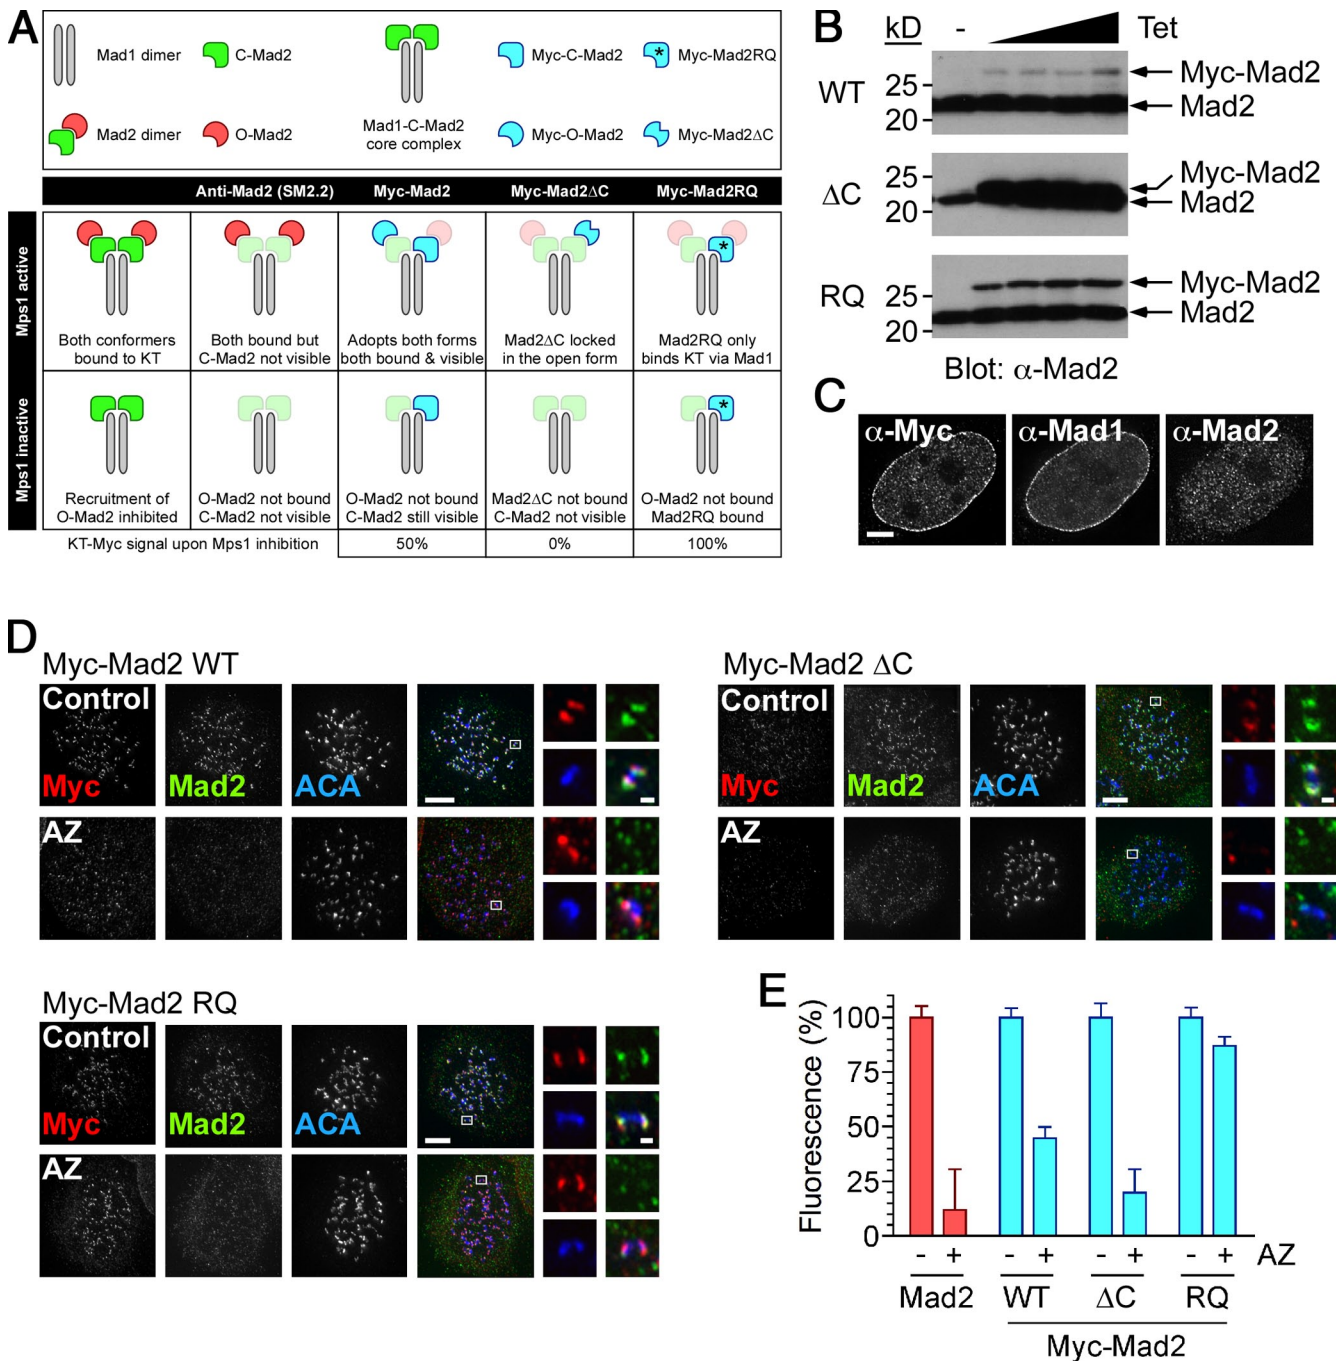 A
Mad1 dimer
C-Mad2
Myc-C-Mad2
Myc-Mad2RQ
*
Mad2 dimer
O-Mad2
Mad1-C-Mad2
core complex
Myc-O-Mad2
Myc-Mad2ΔC
Anti-Mad2 (SM2.2)
Myc-Mad2
Myc-Mad2ΔC
Myc-Mad2RQ
Mps1 active
*
Both conformers
bound to KT
Both bound but
C-Mad2 not visible
Adopts both forms
both bound & visible
Mad2ΔC locked
in the open form
Mad2RQ only
binds KT via Mad1
Mps1 inactive
*
Recruitment of
O-Mad2 inhibited
O-Mad2 not bound
C-Mad2 not visible
O-Mad2 not bound
C-Mad2 still visible
Mad2ΔC not bound
C-Mad2 not visible
O-Mad2 not bound
Mad2RQ bound
KT-Myc signal upon Mps1 inhibition
50%
0%
100%
B
kD
-
Tet
WT
25
20
Myc-Mad2
Mad2
ΔC
25
20
Myc-Mad2
Mad2
RQ
25
20
Myc-Mad2
Mad2
Blot: α-Mad2
C
α-Myc
α-Mad1
α-Mad2
D
Myc-Mad2 WT
Control
Myc
Mad2
ACA
AZ
Myc-Mad2 ΔC
Control
Myc
Mad2
ACA
AZ
Myc-Mad2 RQ
Control
Myc
Mad2
ACA
AZ
E
Fluorescence (%)
100
75
50
25
0
- + - + - + - + AZ
Mad2 WT ΔC RQ
Myc-Mad2